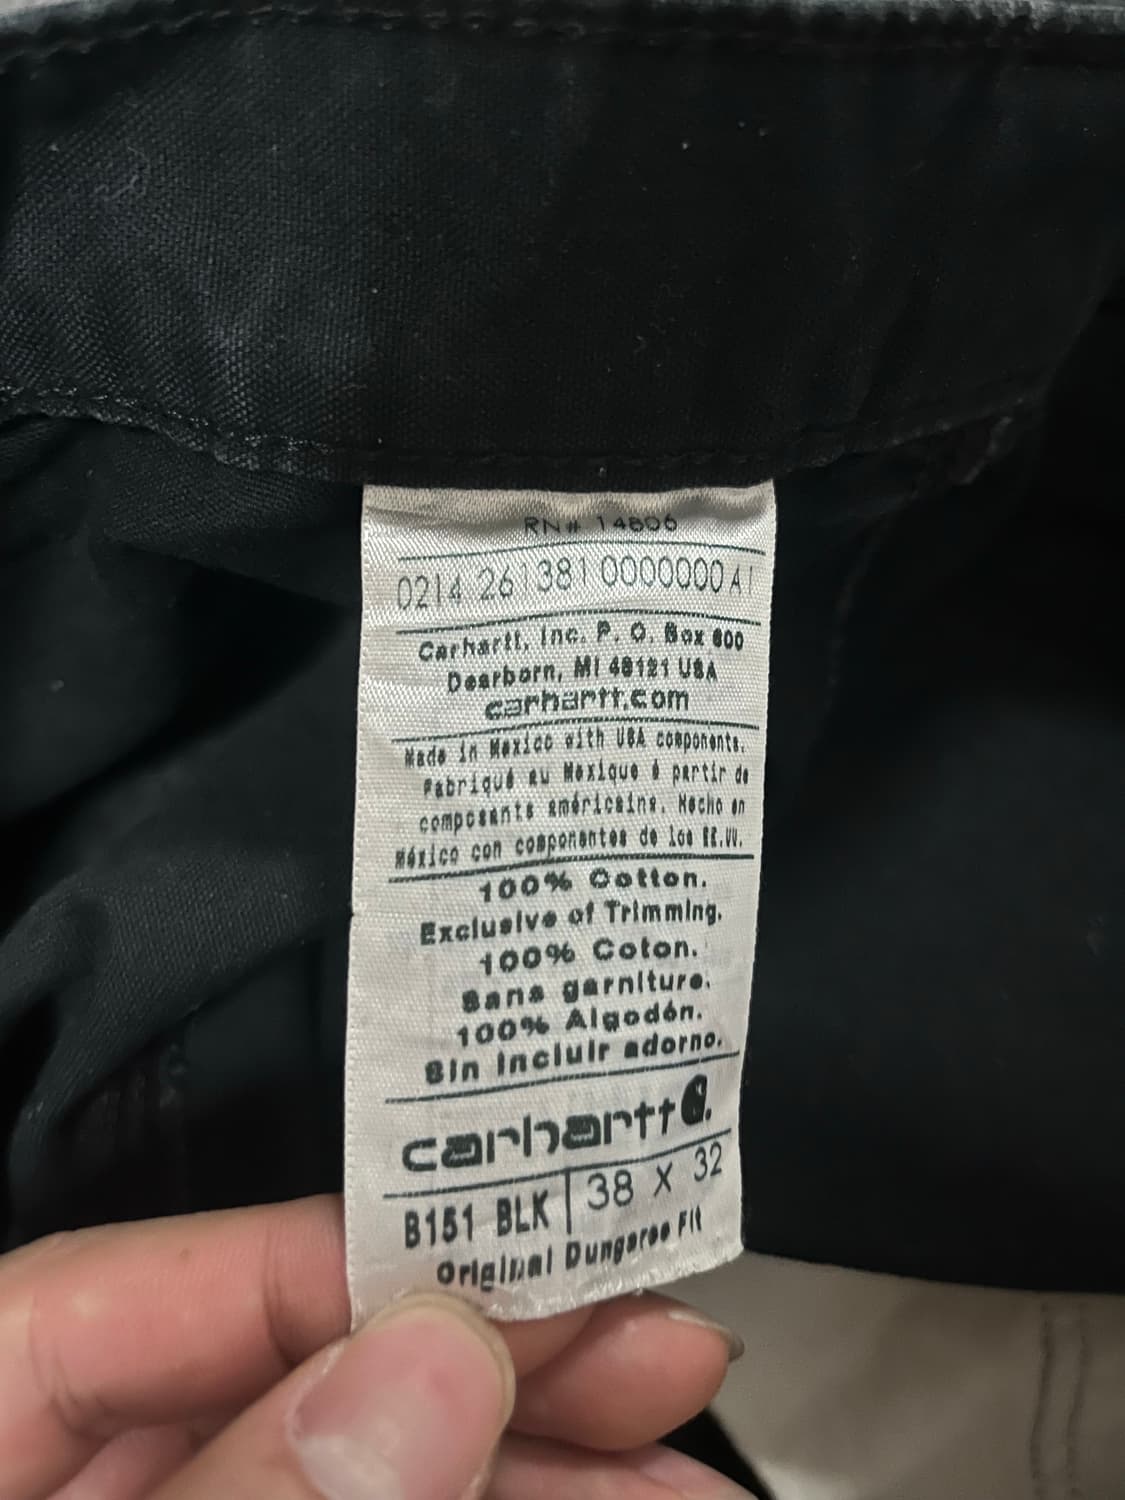 RN# 14806
0214 261381 0000000 A1
Carhartt, Inc. P. O. Box 600
Dearborn, MI 48121 USA
carhartt.com
Made in Mexico with USA components.
Fabriqué au Mexique à partir de
composants américains. Hecho en
México con componentes de los EE.UU.
100% Cotton.
Exclusive of Trimming.
100% Coton.
Sans garniture.
100% Algodón.
Sin incluir adorno.
carhartt
B151 BLK | 38 X 32
Original Dungaree Fit